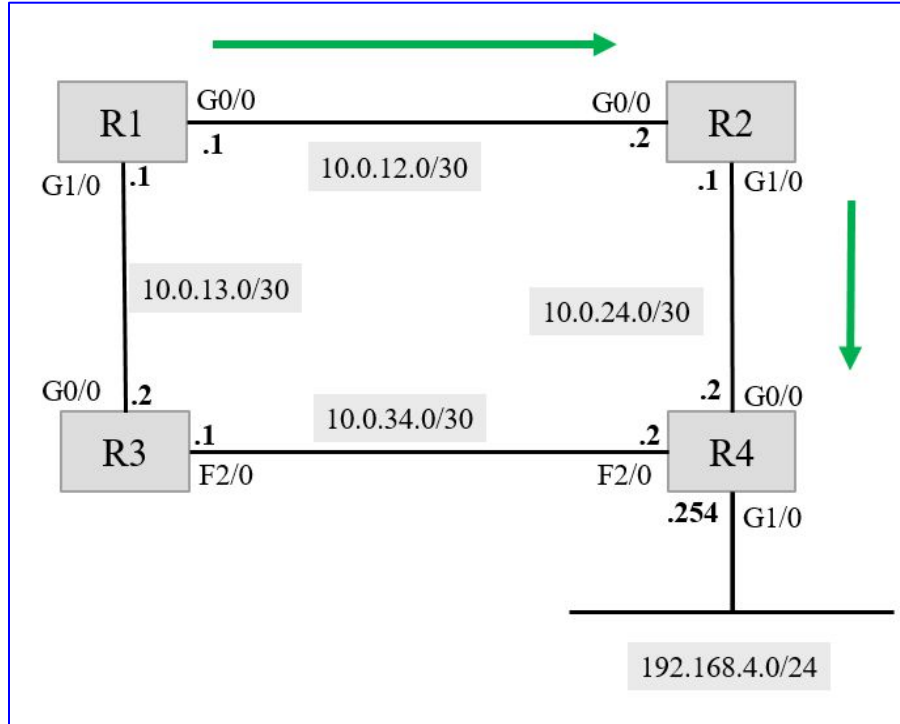 G0/0
G0/0
R1
R2
.1
.2
10.0.12.0/30
G1/0
.1
.1
G1/0
10.0.13.0/30
10.0.24.0/30
G0/0
.2
.2
G0/0
10.0.34.0/30
R3
.1
.2
R4
F2/0
F2/0
.254
G1/0
192.168.4.0/24